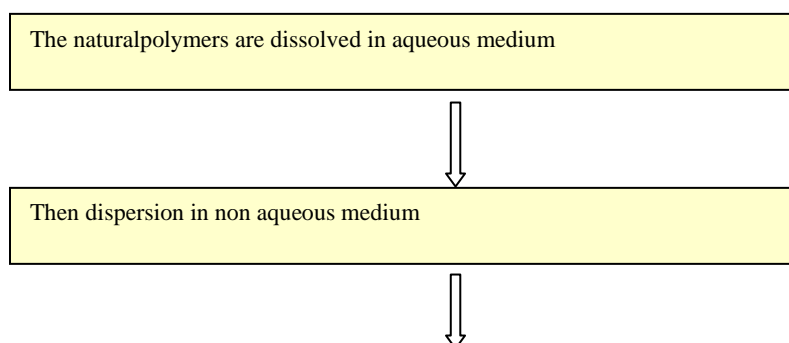 The naturalpolymers are dissolved in aqueous medium
Then dispersion in non aqueous medium